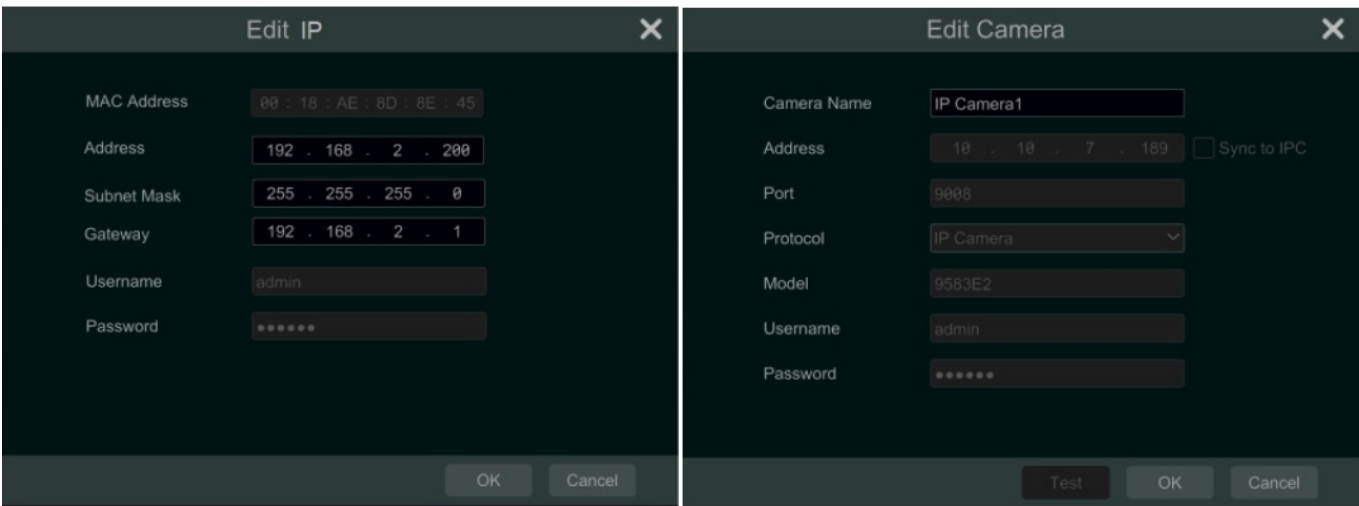 Edit IP
MAC Address 00 : 18 : AE : 8D : 8E : 45
Address 192 . 168 . 2 . 200
Subnet Mask 255 . 255 . 255 . 0
Gateway 192 . 168 . 2 . 1
Username admin
Password ●●●●●●
OK Cancel
Edit Camera
Camera Name IP Camera1
Address 10 . 10 . 7 . 189 Sync to IPC
Port 9008
Protocol IP Camera
Model 9583E2
Username admin
Password ●●●●●●
Test OK Cancel